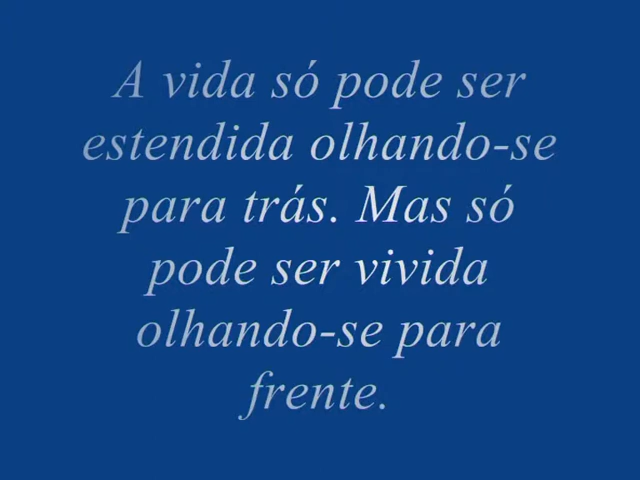 A vida só pode ser
estendida olhando-se
para trás. Mas só
pode ser vivida
olhando-se para
frente.